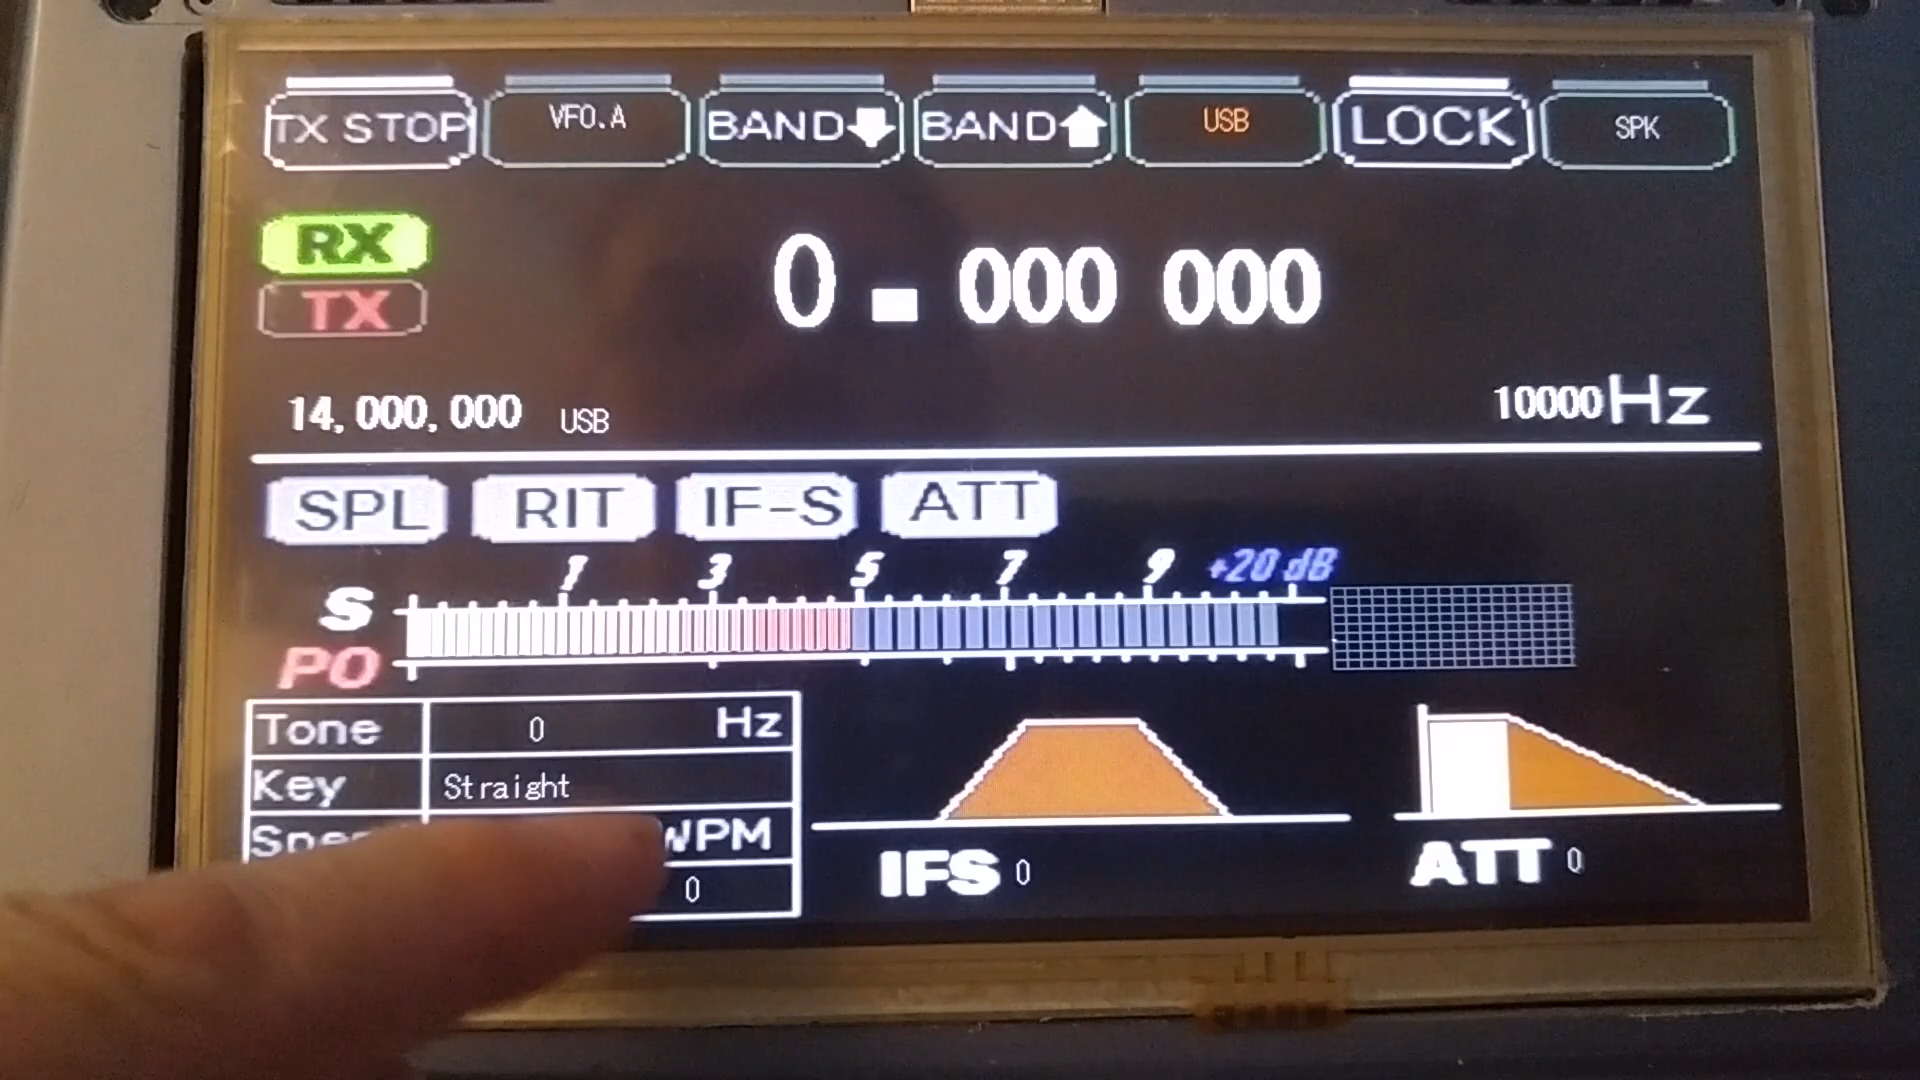 TX STOP VFO.A BAND BAND USB LOCK SPK
RX
TX
0.000 000
14,000,000 USB
10000Hz
SPL RIT IF-S ATT
1 3 5 7 9 +20 dB
S
PO
Tone 0 Hz
Key Straight
WPM
0
IFS 0
ATT 0